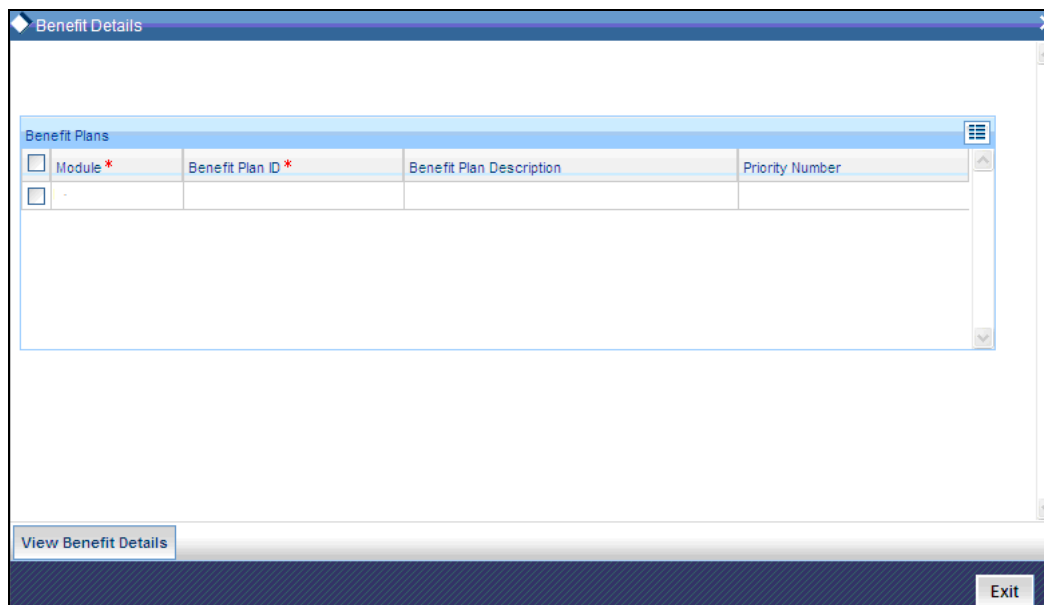 Benefit Details
Benefit Plans
Module * Benefit Plan ID * Benefit Plan Description Priority Number
View Benefit Details
Exit